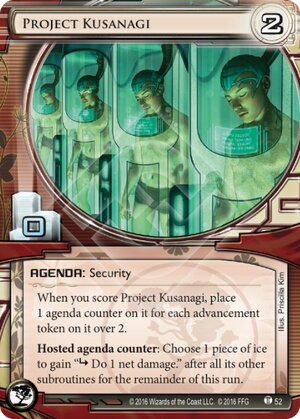 Project Kusanagi
2
AGENDA: Security
When you score Project Kusanagi, place
1 agenda counter on it for each advancement
token on it over 2.
Hosted agenda counter: Choose 1 piece of ice
to gain "↳ Do 1 net damage." after all its other
subroutines for the remainder of this run.
Illus. Priscilla Kim
© 2016 Wizards of the Coast LLC. © 2016 FFG
52